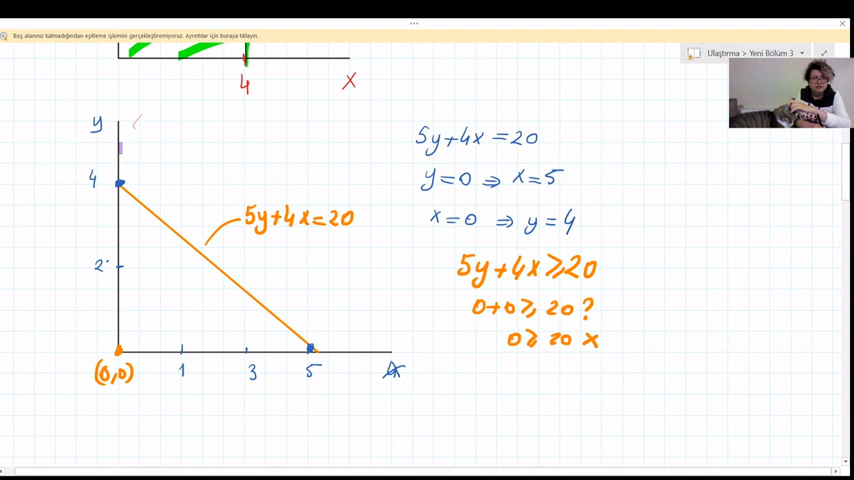 Boş alanınız kalmadığından eşitleme işlemini gerçekleştiremiyoruz. Ayrıntılar için buraya tıklayın.
Ulaştırma > Yeni Bölüm 3
4
x
y
4
2
(0,0)
1
3
5
5y+4x=20
5y+4x=20
y=0 ⇒ x=5
x=0 ⇒ y=4
5y+4x≥20
0+0≥20?
0≥20 x